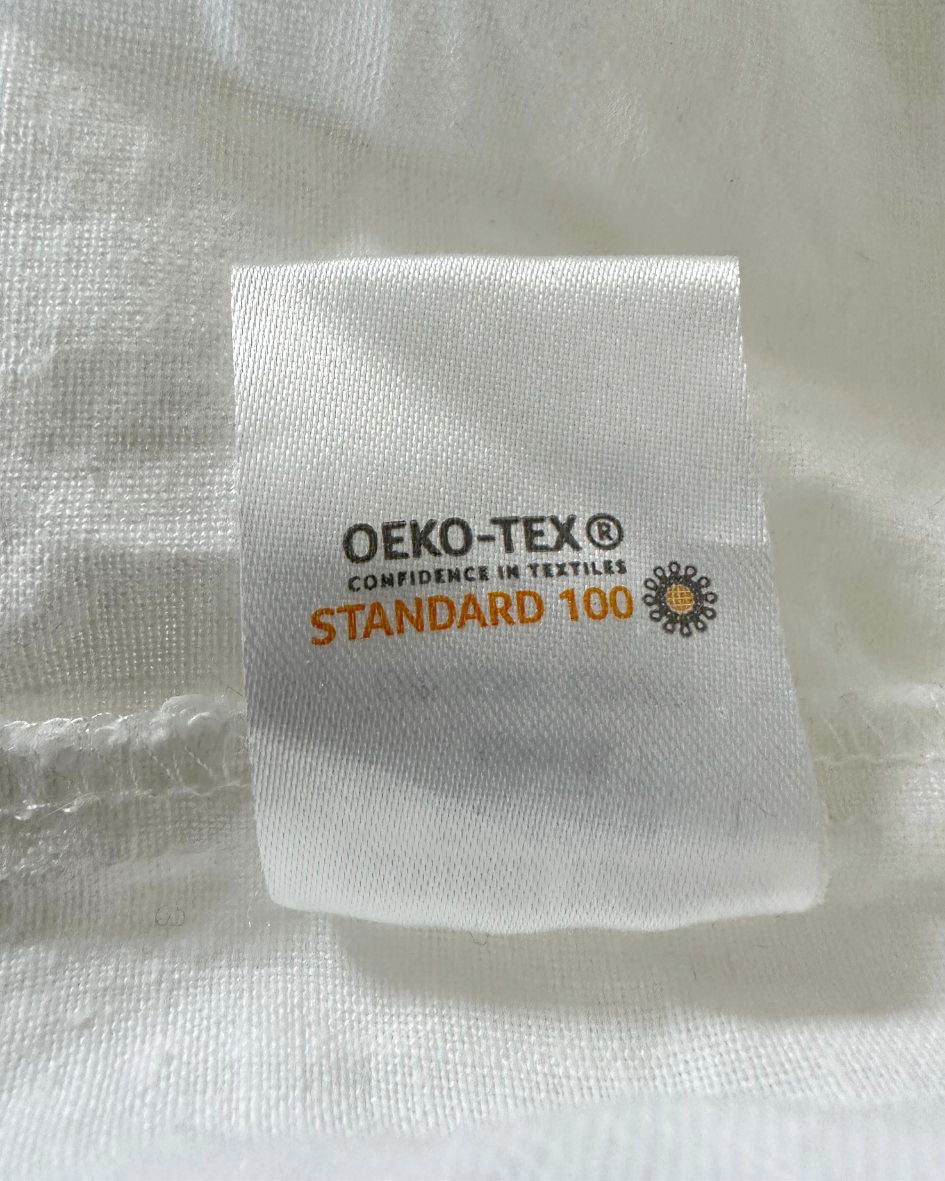 OEKO-TEX®
CONFIDENCE IN TEXTILES
STANDARD 100